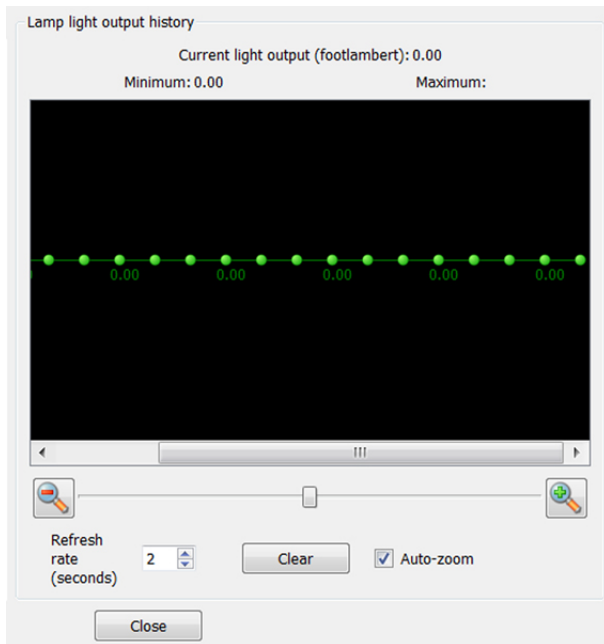 Lamp light output history
Current light output (footlambert): 0.00
Minimum: 0.00 Maximum:
0.00 0.00 0.00 0.00 0.00
Refresh
rate
(seconds)
2
Clear
Auto-zoom
Close